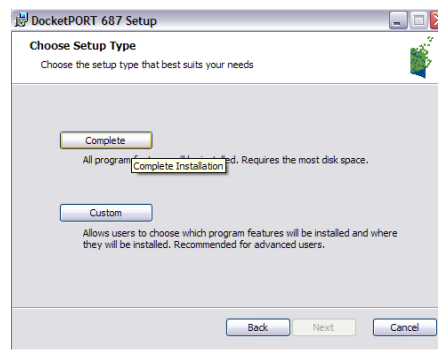 DocketPORT 687 Setup
Choose Setup Type
Choose the setup type that best suits your needs
Complete
All program ed. Requires the most disk space.
Complete Installation
Custom
Allows users to choose which program features will be installed and where
they will be installed. Recommended for advanced users.
Back Next Cancel